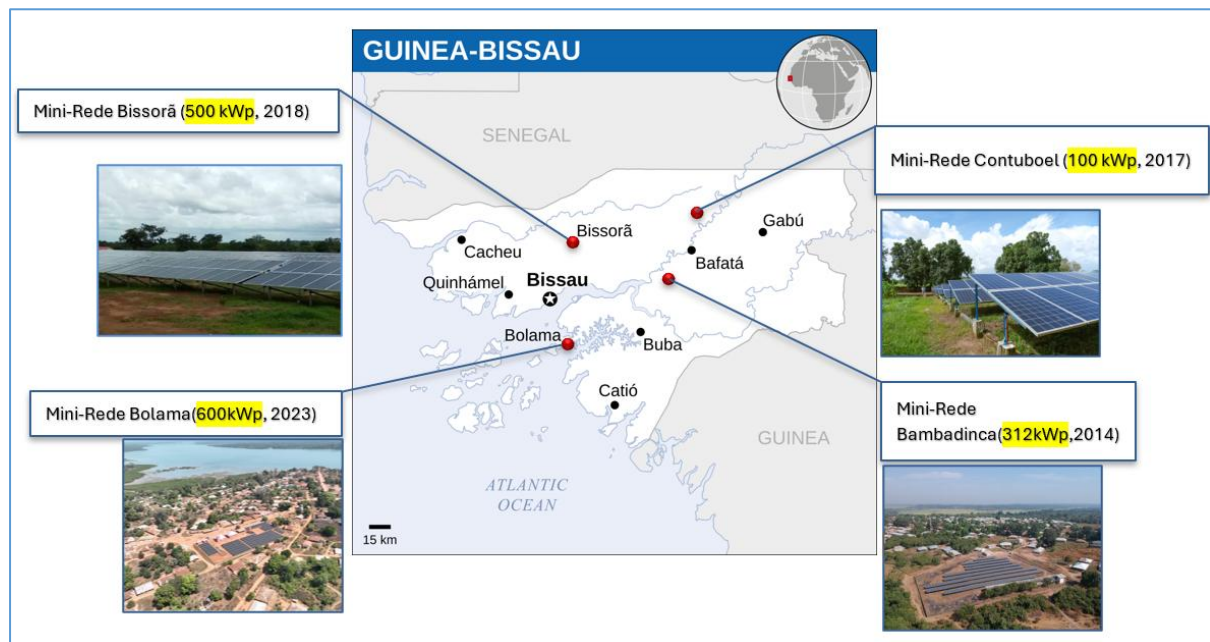 GUINEA-BISSAU
Mini-Rede Bissorã (500 kWp, 2018)
SENEGAL
Mini-Rede Contuboel (100 kWp, 2017)
Bissorã
Gabú
Cacheu
Bafatá
Quinhámel
Bissau
Bolama
Buba
Mini-Rede Bolama(600kWp, 2023)
Catió
Mini-Rede
Bambadinca(312kWp,2014)
GUINEA
ATLANTIC
OCEAN
15 km